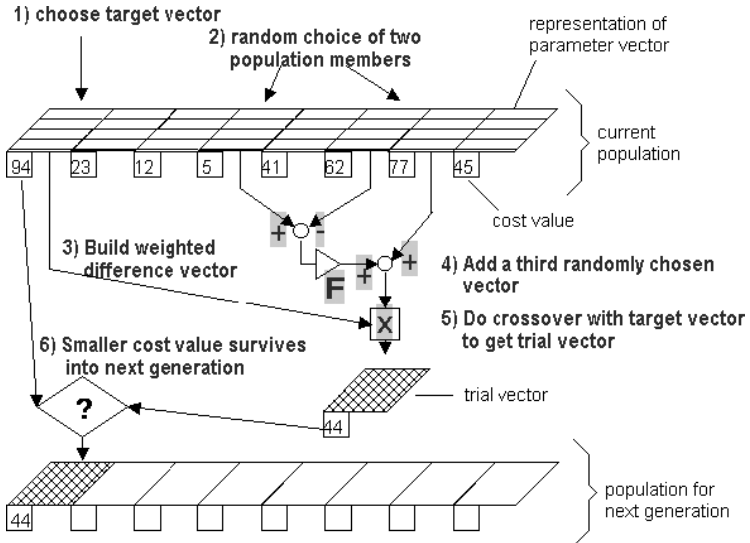 1) choose target vector
2) random choice of two
population members
representation of
parameter vector
94 23 12 5 41 62 77 45
current
population
cost value
+ -
3) Build weighted
difference vector
F
+ +
4) Add a third randomly chosen
vector
X
5) Do crossover with target vector
to get trial vector
6) Smaller cost value survives
into next generation
?
trial vector
44
44
population for
next generation